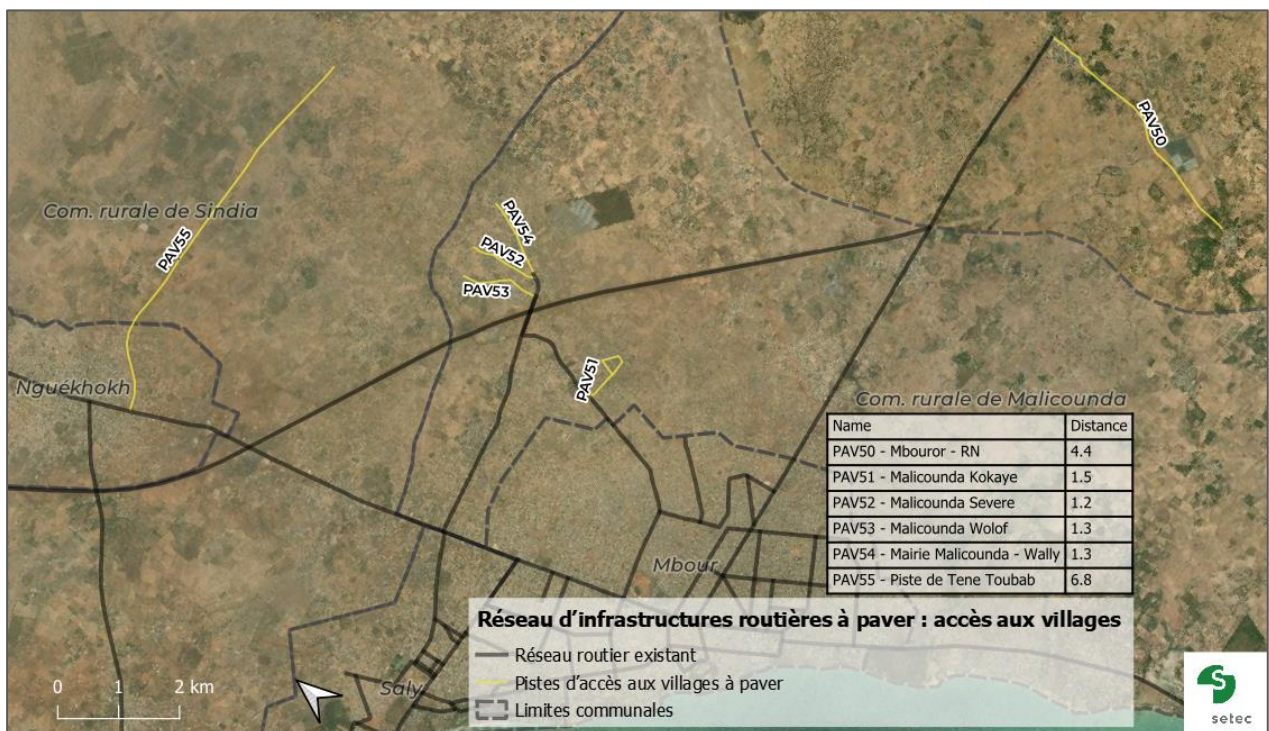 PAV50
Com. rurale de Sindia
PAV55
PAV54
PAV52
PAV53
PAV51
Nguékhokh
Com. rurale de Malicounda
Name Distance
PAV50 - Mbouror - RN 4.4
PAV51 - Malicounda Kokaye 1.5
PAV52 - Malicounda Severe 1.2
PAV53 - Malicounda Wolof 1.3
PAV54 - Mairie Malicounda - Wally 1.3
PAV55 - Piste de Tene Toubab 6.8
Mbour
Réseau d'infrastructures routières à paver : accès aux villages
Réseau routier existant
Pistes d'accès aux villages à paver
Limites communales
Saly
0 1 2 km
setec